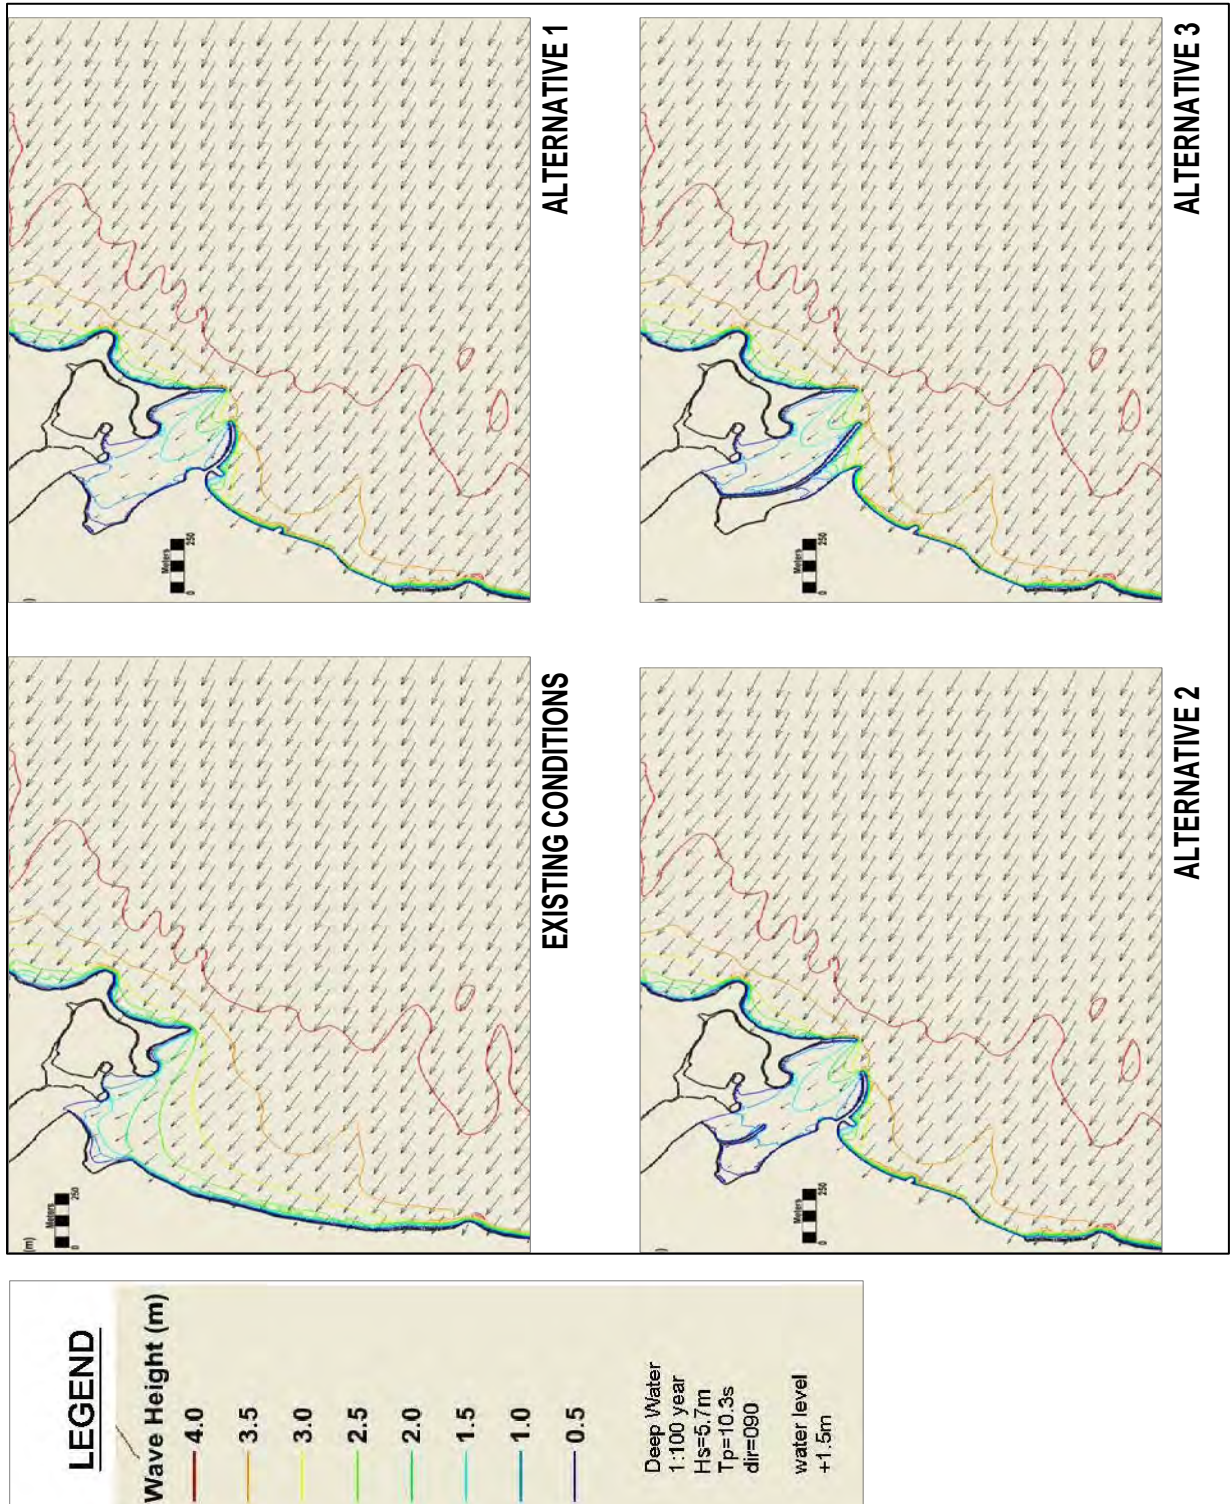 EXISTING CONDITIONS
(m)
Meters
0 250
ALTERNATIVE 1
)
Meters
0 250
ALTERNATIVE 2
)
Meters
0 250
ALTERNATIVE 3
)
Meters
0 250
LEGEND
Wave Height (m)
4.0
3.5
3.0
2.5
2.0
1.5
1.0
0.5
Deep Water
1:100 year
Hs=5.7m
Tp=10.3s
dir=090
water level
+1.5m